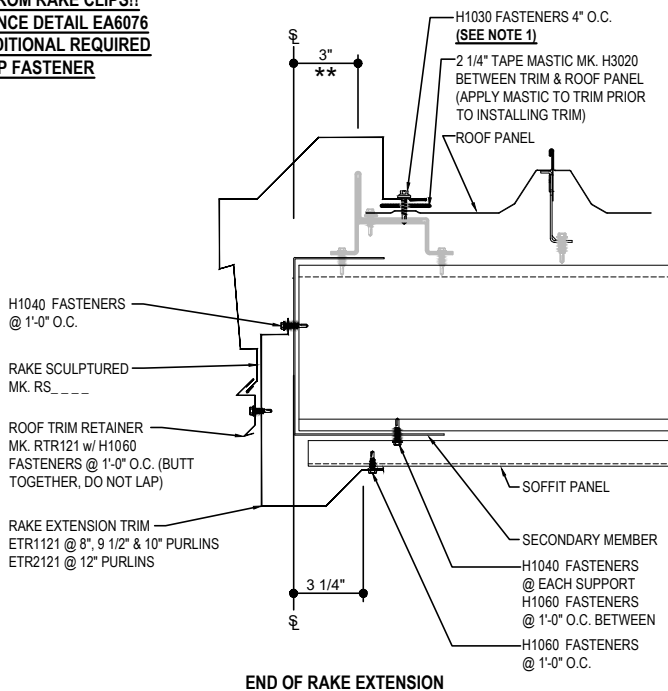 ROM RAKE CLIPS!!
NCE DETAIL EA6076
DITIONAL REQUIRED
P FASTENER
℄
3"
**
H1030 FASTENERS 4" O.C.
(SEE NOTE 1)
2 1/4" TAPE MASTIC MK. H3020
BETWEEN TRIM & ROOF PANEL
(APPLY MASTIC TO TRIM PRIOR
TO INSTALLING TRIM)
ROOF PANEL
H1040 FASTENERS
@ 1'-0" O.C.
RAKE SCULPTURED
MK. RS_ _ _ _
ROOF TRIM RETAINER
MK. RTR121 w/ H1060
FASTENERS @ 1'-0" O.C. (BUTT
TOGETHER, DO NOT LAP)
RAKE EXTENSION TRIM
ETR1121 @ 8", 9 1/2" & 10" PURLINS
ETR2121 @ 12" PURLINS
SOFFIT PANEL
SECONDARY MEMBER
H1040 FASTENERS
@ EACH SUPPORT
H1060 FASTENERS
@ 1'-0" O.C. BETWEEN
H1060 FASTENERS
@ 1'-0" O.C.
3 1/4"
℄
END OF RAKE EXTENSION